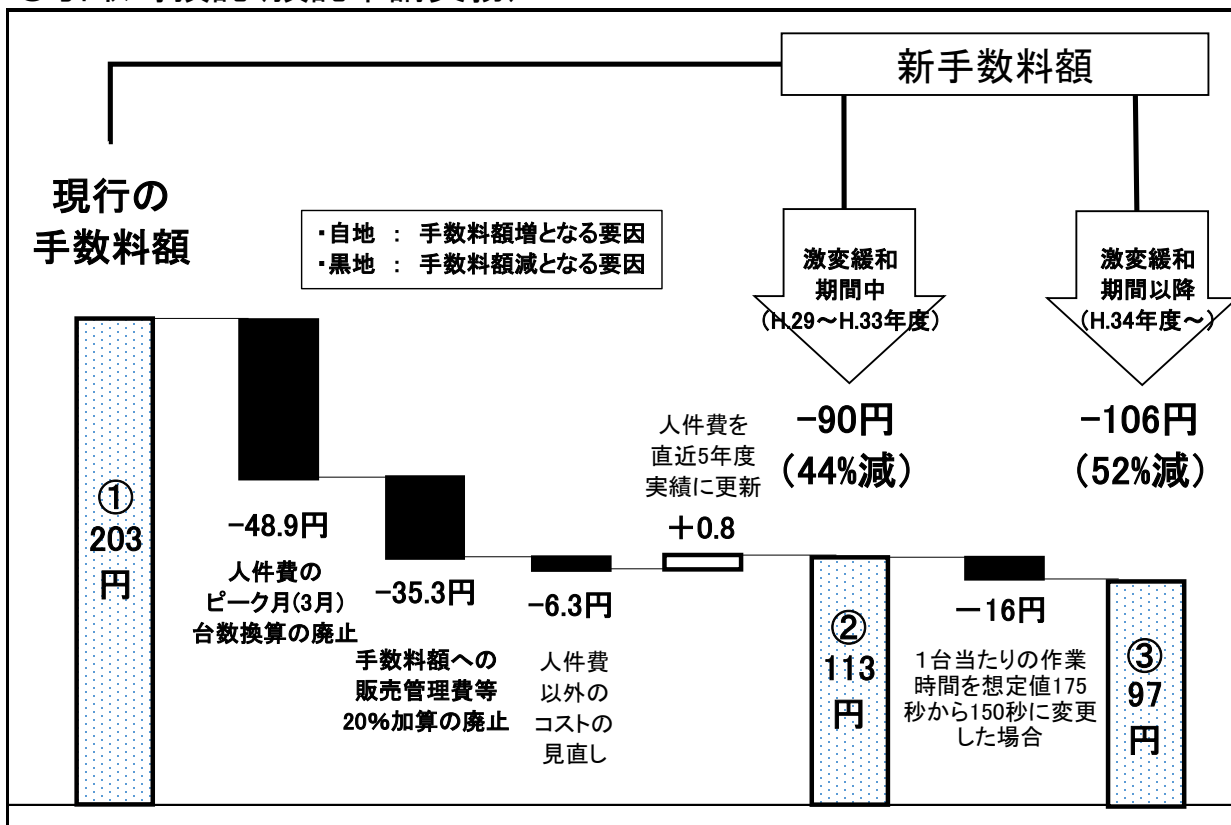 新手数料額
現行の
手数料額
・自地 ： 手数料額増となる要因
・黒地 ： 手数料額減となる要因
激変緩和
期間中
(H.29～H.33年度)
激変緩和
期間以降
(H.34年度～)
-90円
(44%減)
-106円
(52%減)
①
203
円
-48.9円
人件費の
ピーク月(3月)
台数換算の廃止
-35.3円
手数料額への
販売管理費等
20%加算の廃止
-6.3円
人件費
以外の
コストの
見直し
人件費を
直近5年度
実績に更新
＋0.8
②
113
円
－16円
1台当たりの作業
時間を想定値175
秒から150秒に変更
した場合
③
97
円